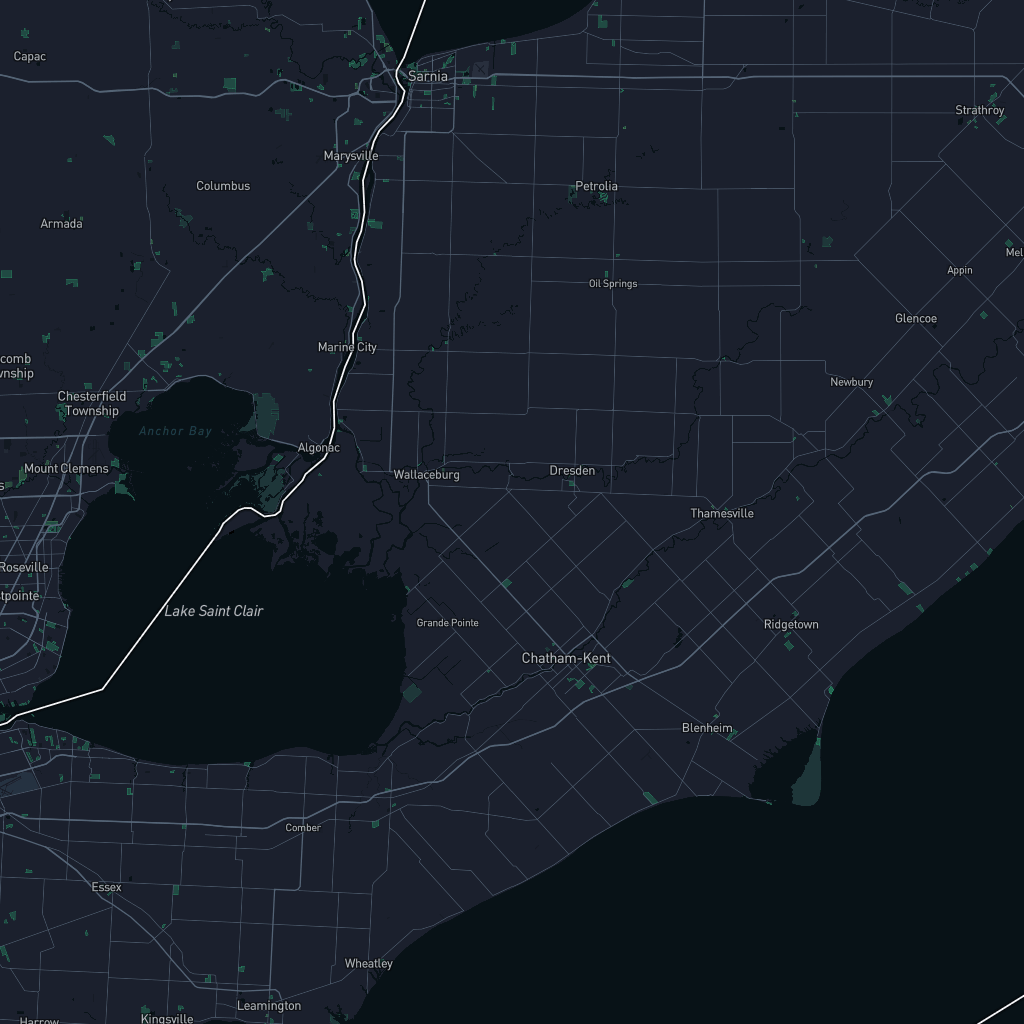 Capac
Sarnia
Strathroy
Marysville
Columbus
Petrolia
Armada
Mel
Appin
Oil Springs
Glencoe
Marine City
comb
wnship
Newbury
Chesterfield
Township
Anchor Bay
Algonac
Mount Clemens
Wallaceburg
Dresden
s
Thamesville
Roseville
stpointe
Lake Saint Clair
Grande Pointe
Ridgetown
Chatham-Kent
Blenheim
Comber
Essex
Wheatley
Leamington
Kingsville
Harrow